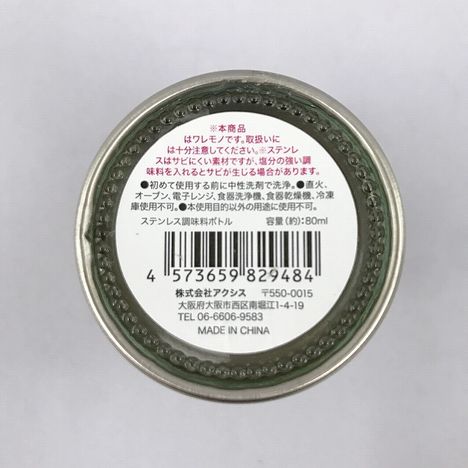 ※本商品
はワレモノです。取扱いに
は十分注意してください。※ステンレ
スはサビにくい素材ですが、塩分の強い調
味料を入れるとサビが生じる場合があります。
●初めて使用する前に中性洗剤で洗浄。●直火、
オーブン、電子レンジ、食器洗浄機、食器乾燥機、冷凍
庫使用不可。●本使用目的以外の用途に使用不可。
ステンレス調味料ボトル 容量（約）：80ml
4 573659 829484
株式会社アクシス 〒550-0015
大阪府大阪市西区南堀江1-4-19
TEL 06-6606-9583
MADE IN CHINA